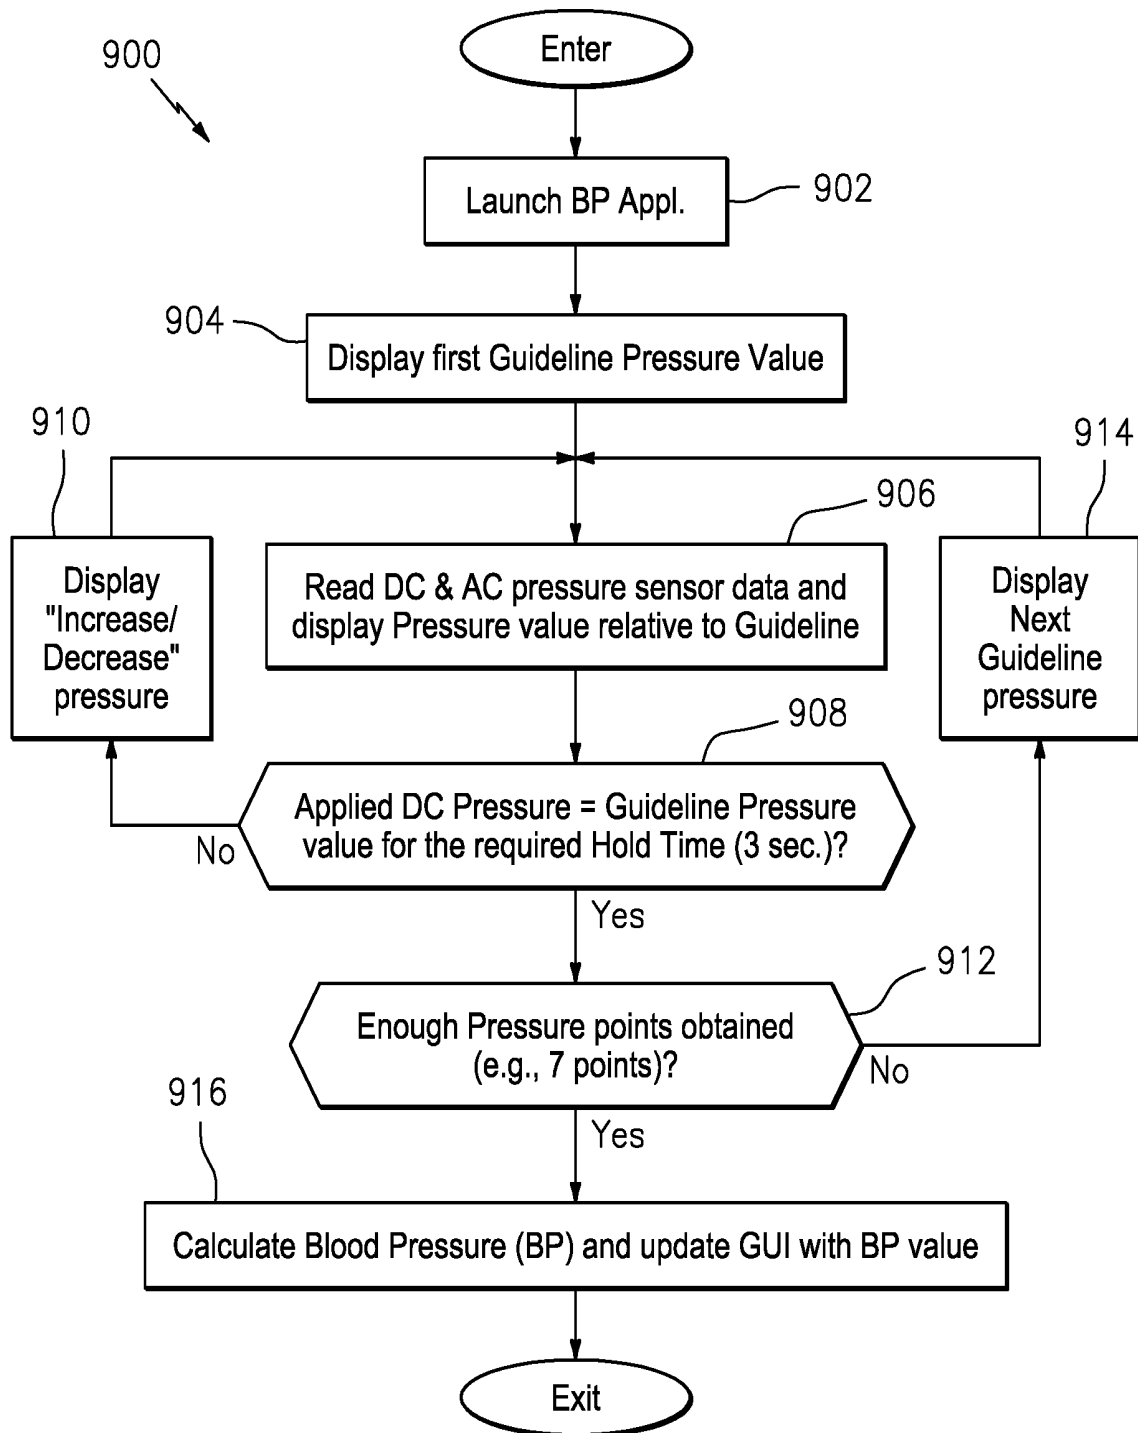 900
Enter
Launch BP Appl.
902
904
Display first Guideline Pressure Value
910
914
906
Display
"Increase/
Decrease"
pressure
Read DC & AC pressure sensor data and
display Pressure value relative to Guideline
Display
Next
Guideline
pressure
908
Applied DC Pressure = Guideline Pressure
value for the required Hold Time (3 sec.)?
No
Yes
912
Enough Pressure points obtained
(e.g., 7 points)?
No
916
Yes
Calculate Blood Pressure (BP) and update GUI with BP value
Exit